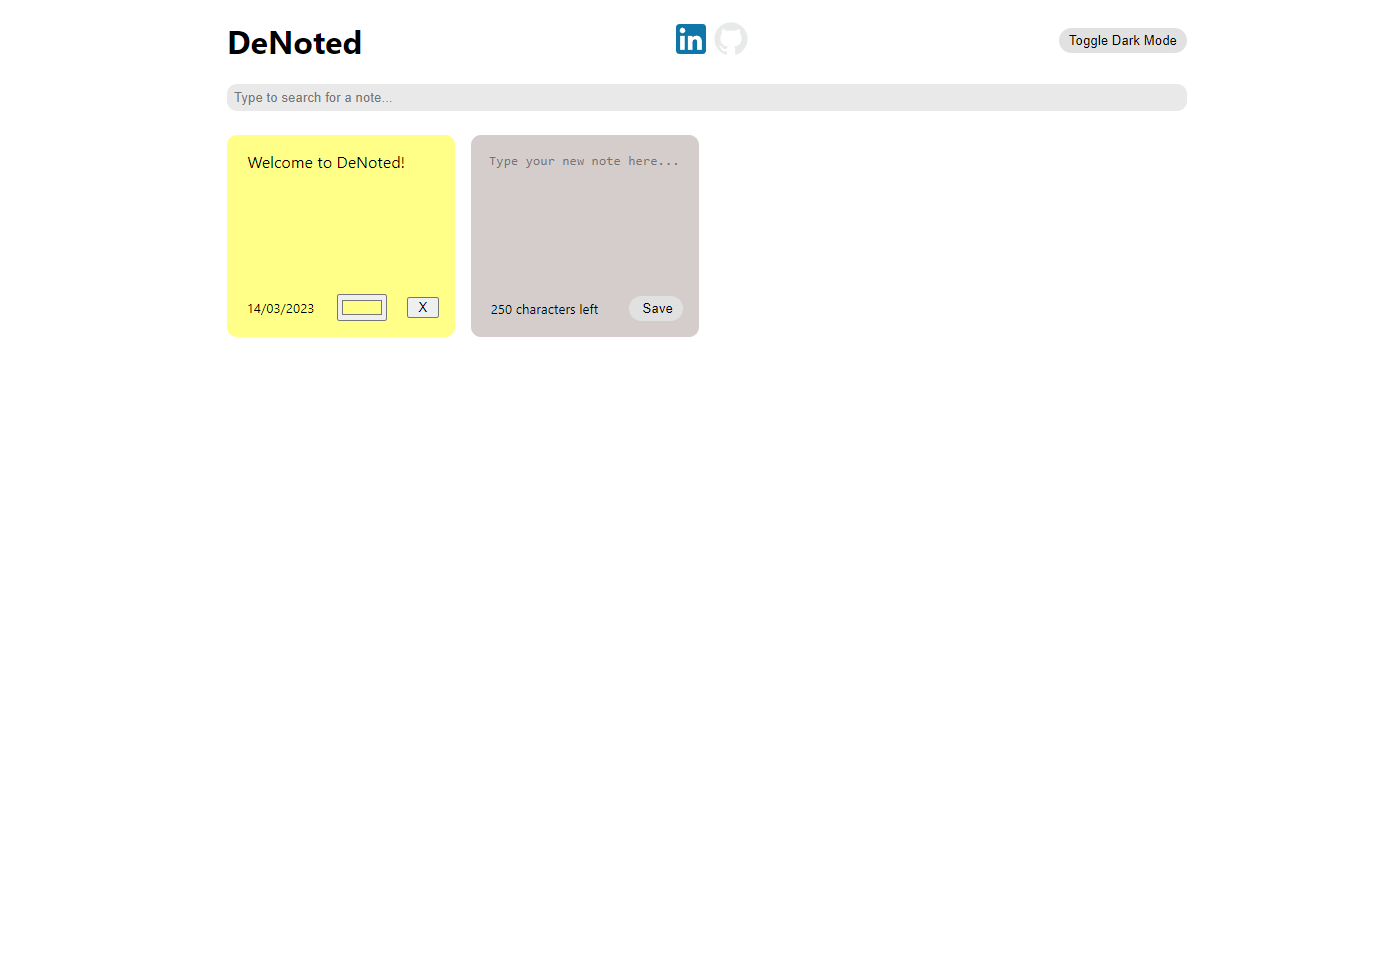 DeNoted
in
Toggle Dark Mode
Type to search for a note...
Welcome to DeNoted!
14/03/2023
X
Type your new note here...
250 characters left
Save